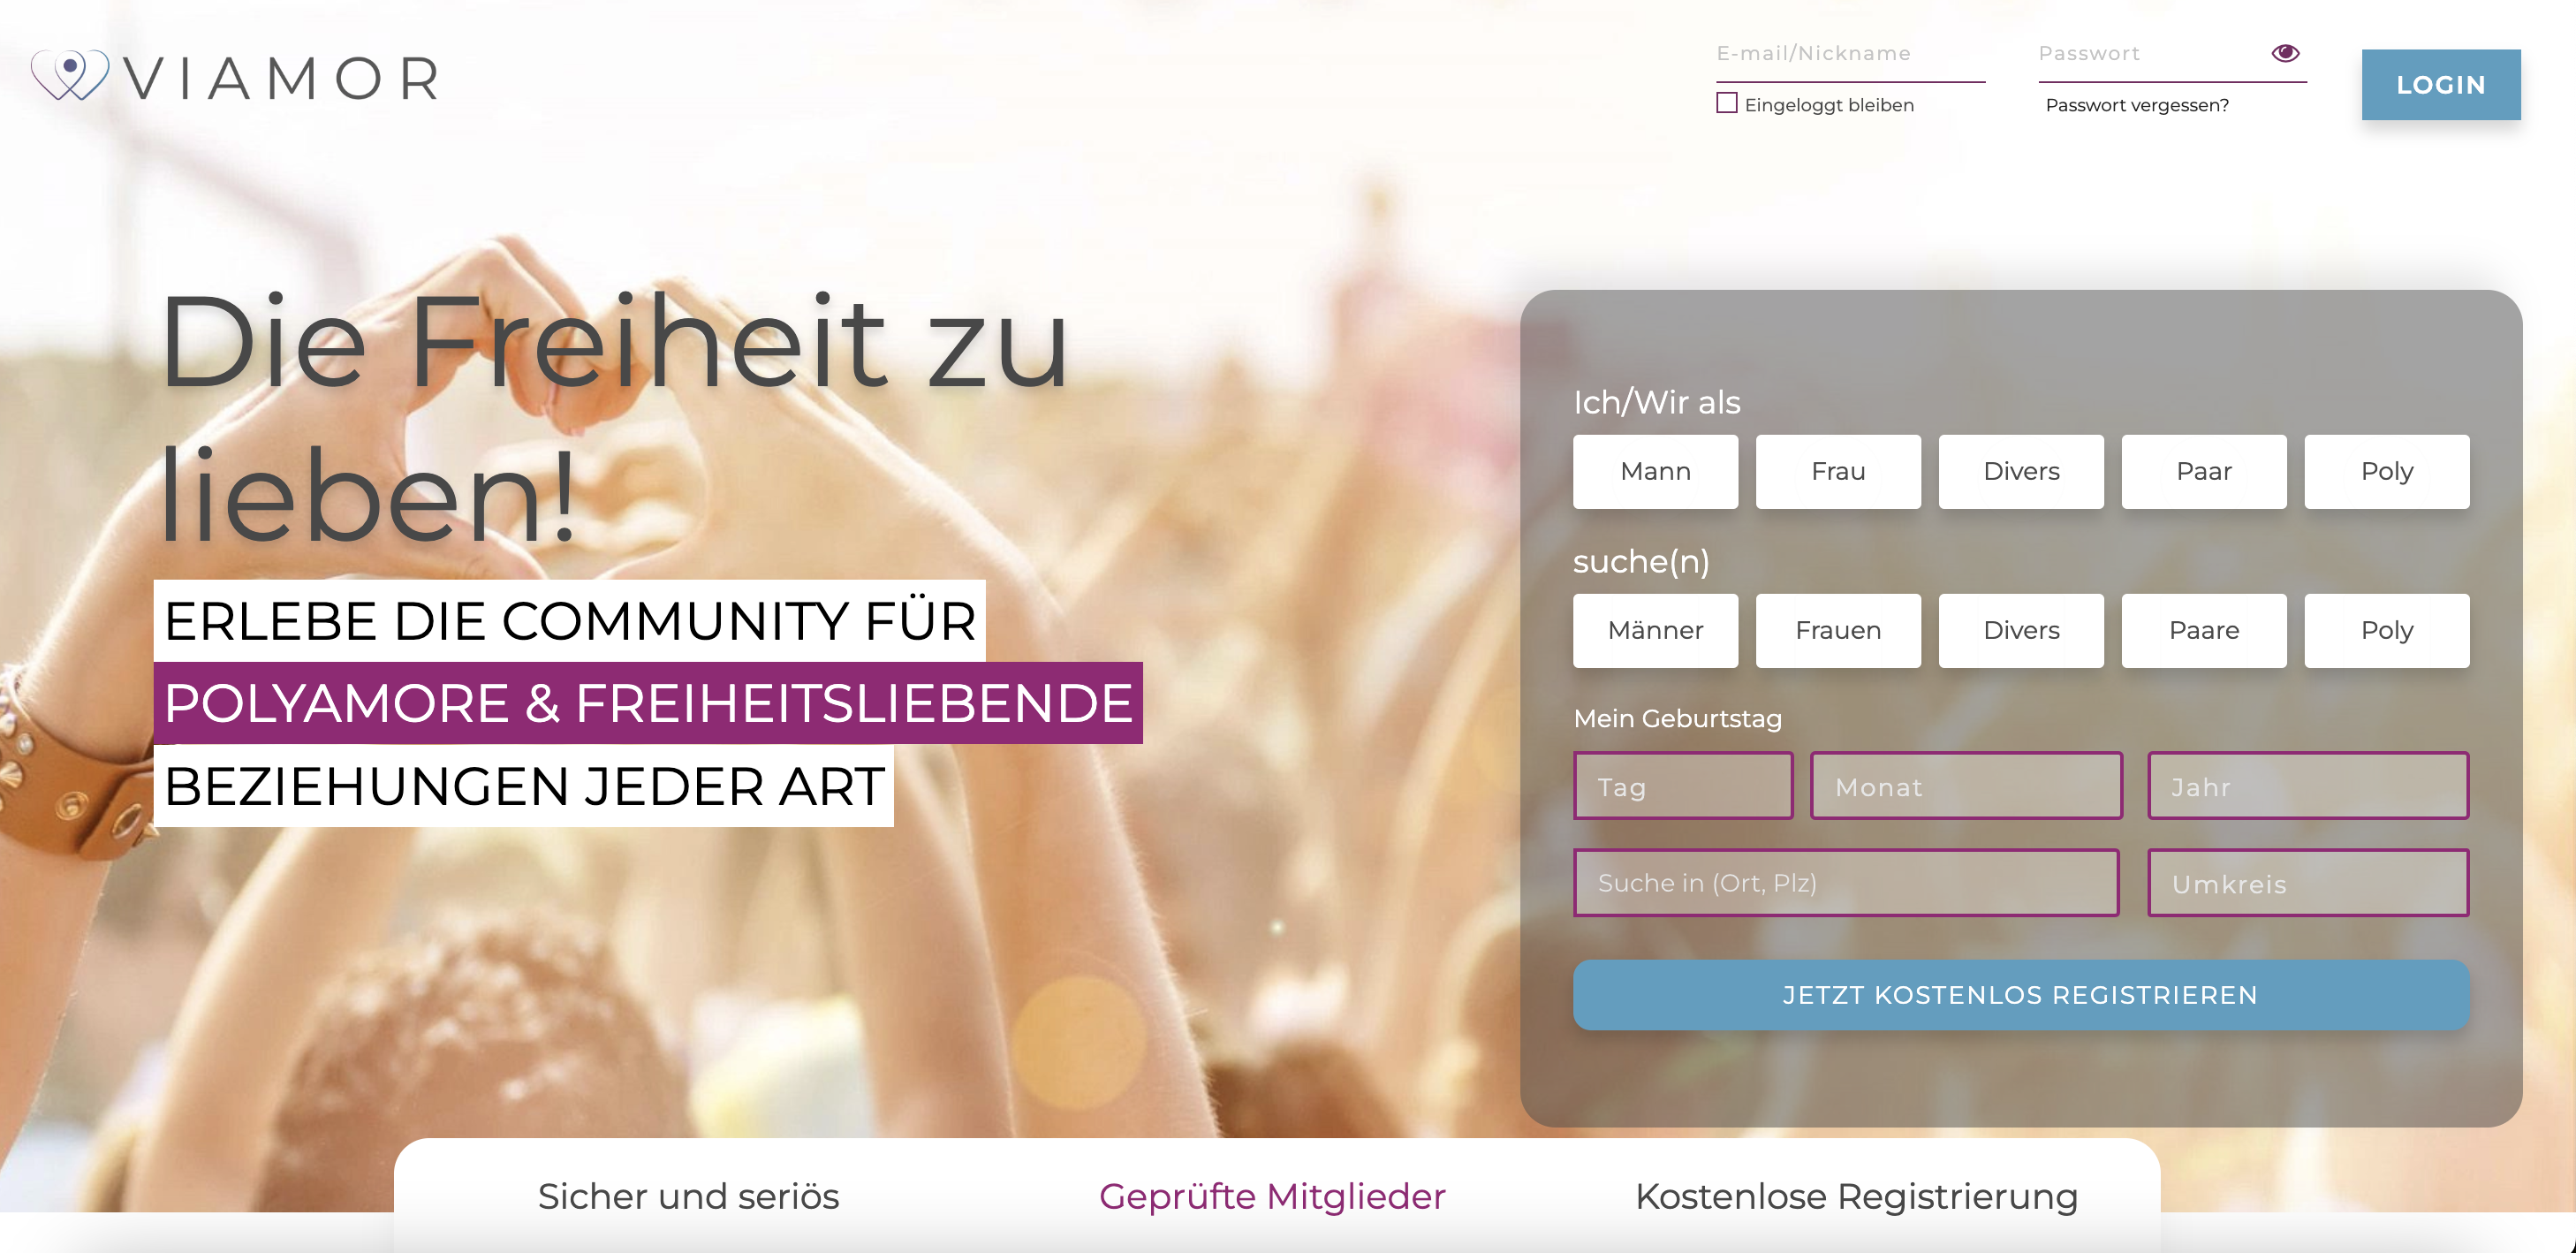 VIAMOR
E-mail/Nickname
Passwort
LOGIN
Eingeloggt bleiben
Passwort vergessen?
Die Freiheit zu
lieben!
ERLEBE DIE COMMUNITY FÜR
POLYAMORE & FREIHEITSLIEBENDE
BEZIEHUNGEN JEDER ART
Ich/Wir als
Mann Frau Divers Paar Poly
suche(n)
Männer Frauen Divers Paare Poly
Mein Geburtstag
Tag Monat Jahr
Suche in (Ort, Plz) Umkreis
JETZT KOSTENLOS REGISTRIEREN
Sicher und seriös Geprüfte Mitglieder Kostenlose Registrierung